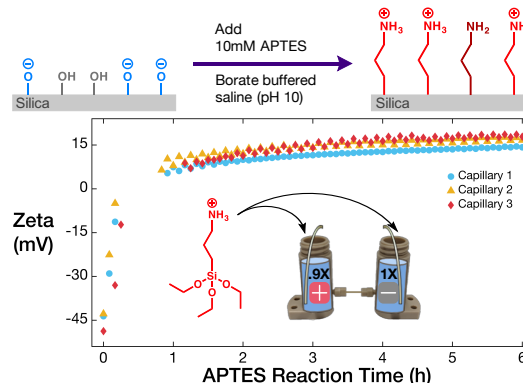 Add
10mM APTES
Borate buffered
saline (pH 10)
⊖ ⊖ ⊖
O OH OH O O
Silica
⊕ ⊕ ⊕
NH3 NH3 NH2 NH
Silica
Zeta
(mV)
15
0
-15
-30
-45
Capillary 1
Capillary 2
Capillary 3
⊕
NH3
Si
O O
O
.9X
+
1X
−
0 1 2 3 4 5 6
APTES Reaction Time (h)